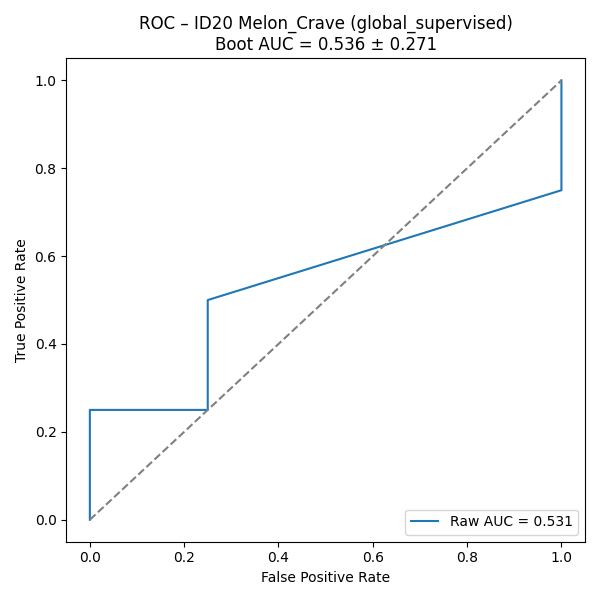 ROC – ID20 Melon_Crave (global_supervised)
Boot AUC = 0.536 ± 0.271
True Positive Rate
1.0
0.8
0.6
0.4
0.2
0.0
0.0 0.2 0.4 0.6 0.8 1.0
False Positive Rate
Raw AUC = 0.531